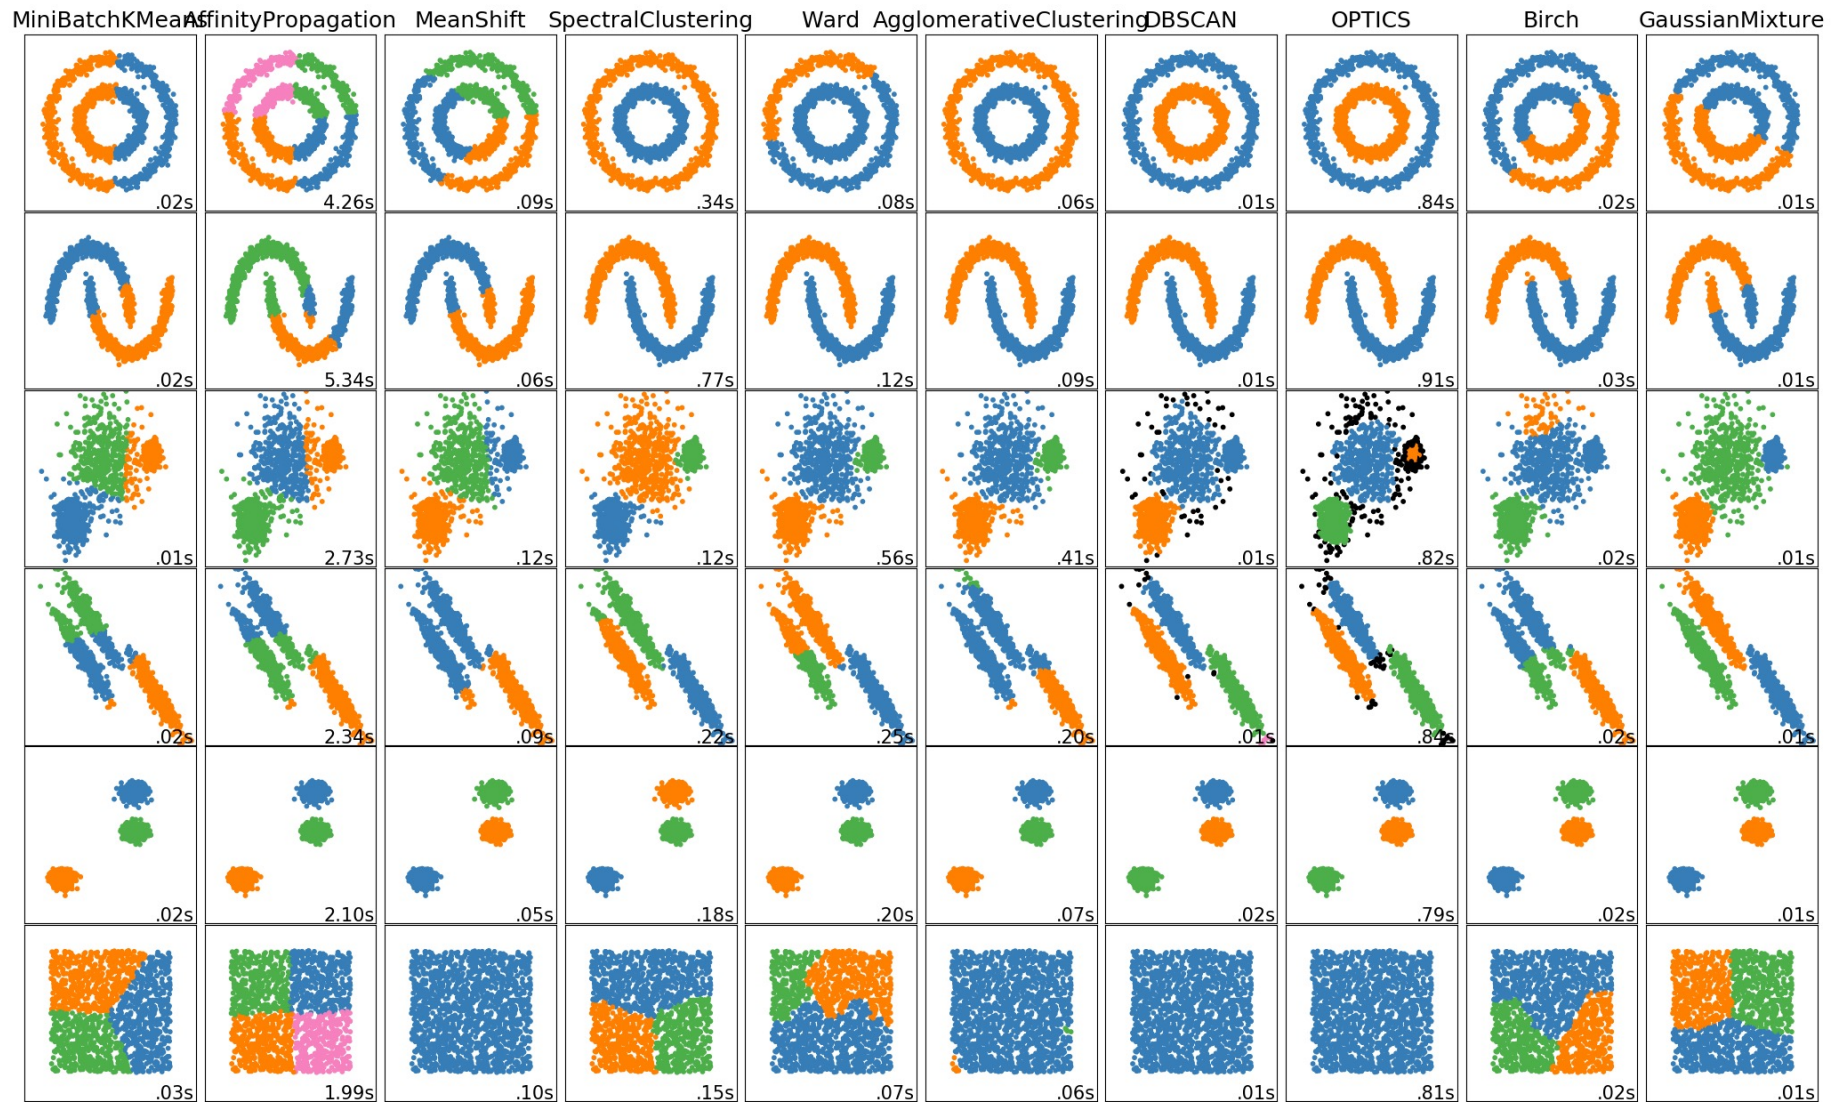 MiniBatchKMeans AffinityPropagation MeanShift SpectralClustering Ward AgglomerativeClustering DBSCAN OPTICS Birch GaussianMixture
.02s 4.26s .09s .34s .08s .06s .01s .84s .02s .01s
.02s 5.34s .06s .77s .12s .09s .01s .91s .03s .01s
.01s 2.73s .12s .12s .56s .41s .01s .82s .02s .01s
.02s 2.34s .09s .22s .25s .20s .01s .84s .02s .01s
.02s 2.10s .05s .18s .20s .07s .02s .79s .02s .01s
.03s 1.99s .10s .15s .07s .06s .01s .81s .02s .01s